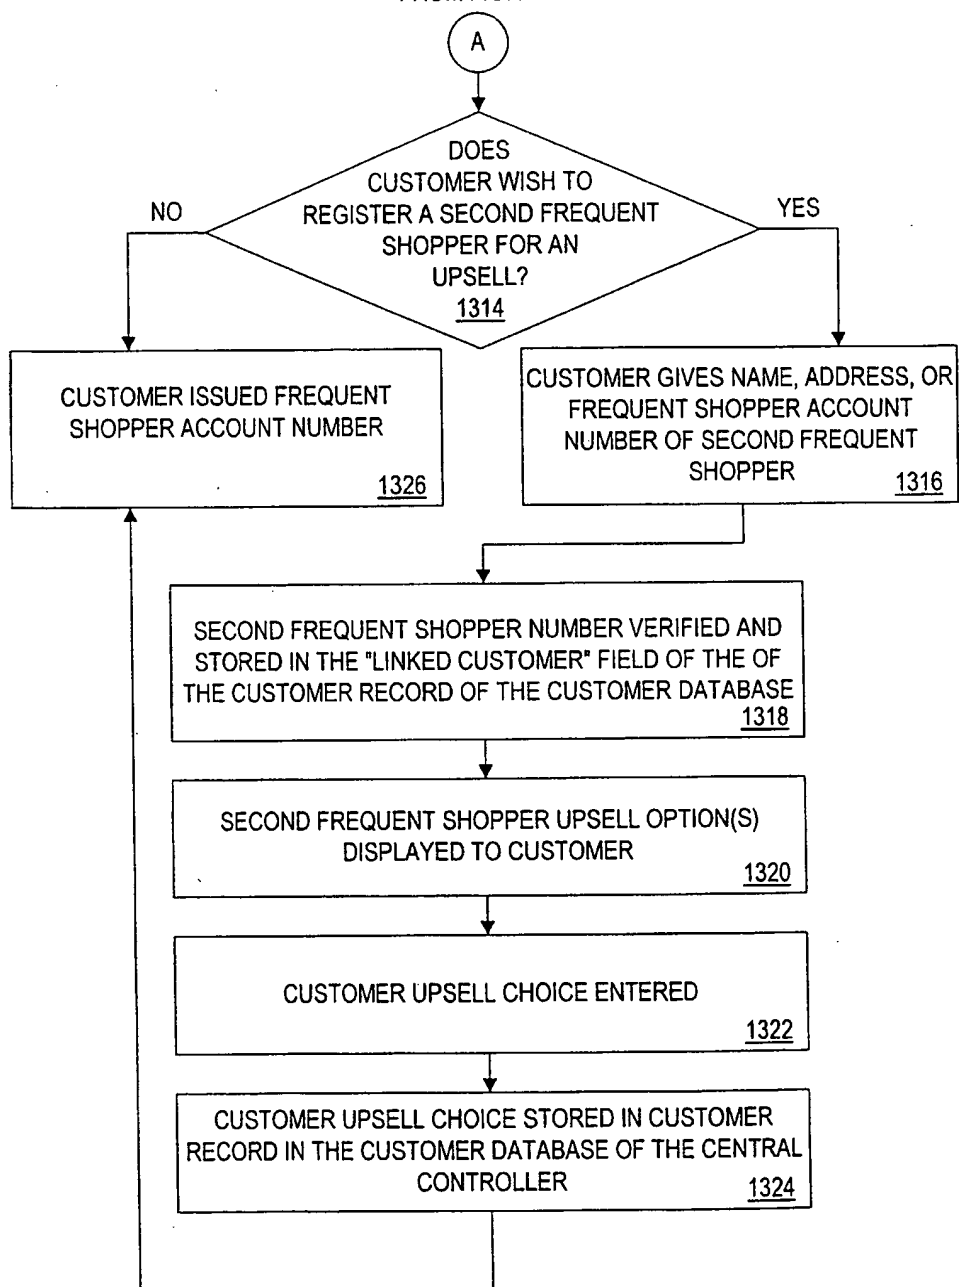 A
DOES
CUSTOMER WISH TO
REGISTER A SECOND FREQUENT
SHOPPER FOR AN
UPSELL?
1314
NO
YES
CUSTOMER ISSUED FREQUENT
SHOPPER ACCOUNT NUMBER
1326
CUSTOMER GIVES NAME, ADDRESS, OR
FREQUENT SHOPPER ACCOUNT
NUMBER OF SECOND FREQUENT
SHOPPER
1316
SECOND FREQUENT SHOPPER NUMBER VERIFIED AND
STORED IN THE "LINKED CUSTOMER" FIELD OF THE OF
THE CUSTOMER RECORD OF THE CUSTOMER DATABASE
1318
SECOND FREQUENT SHOPPER UPSELL OPTION(S)
DISPLAYED TO CUSTOMER
1320
CUSTOMER UPSELL CHOICE ENTERED
1322
CUSTOMER UPSELL CHOICE STORED IN CUSTOMER
RECORD IN THE CUSTOMER DATABASE OF THE CENTRAL
CONTROLLER
1324